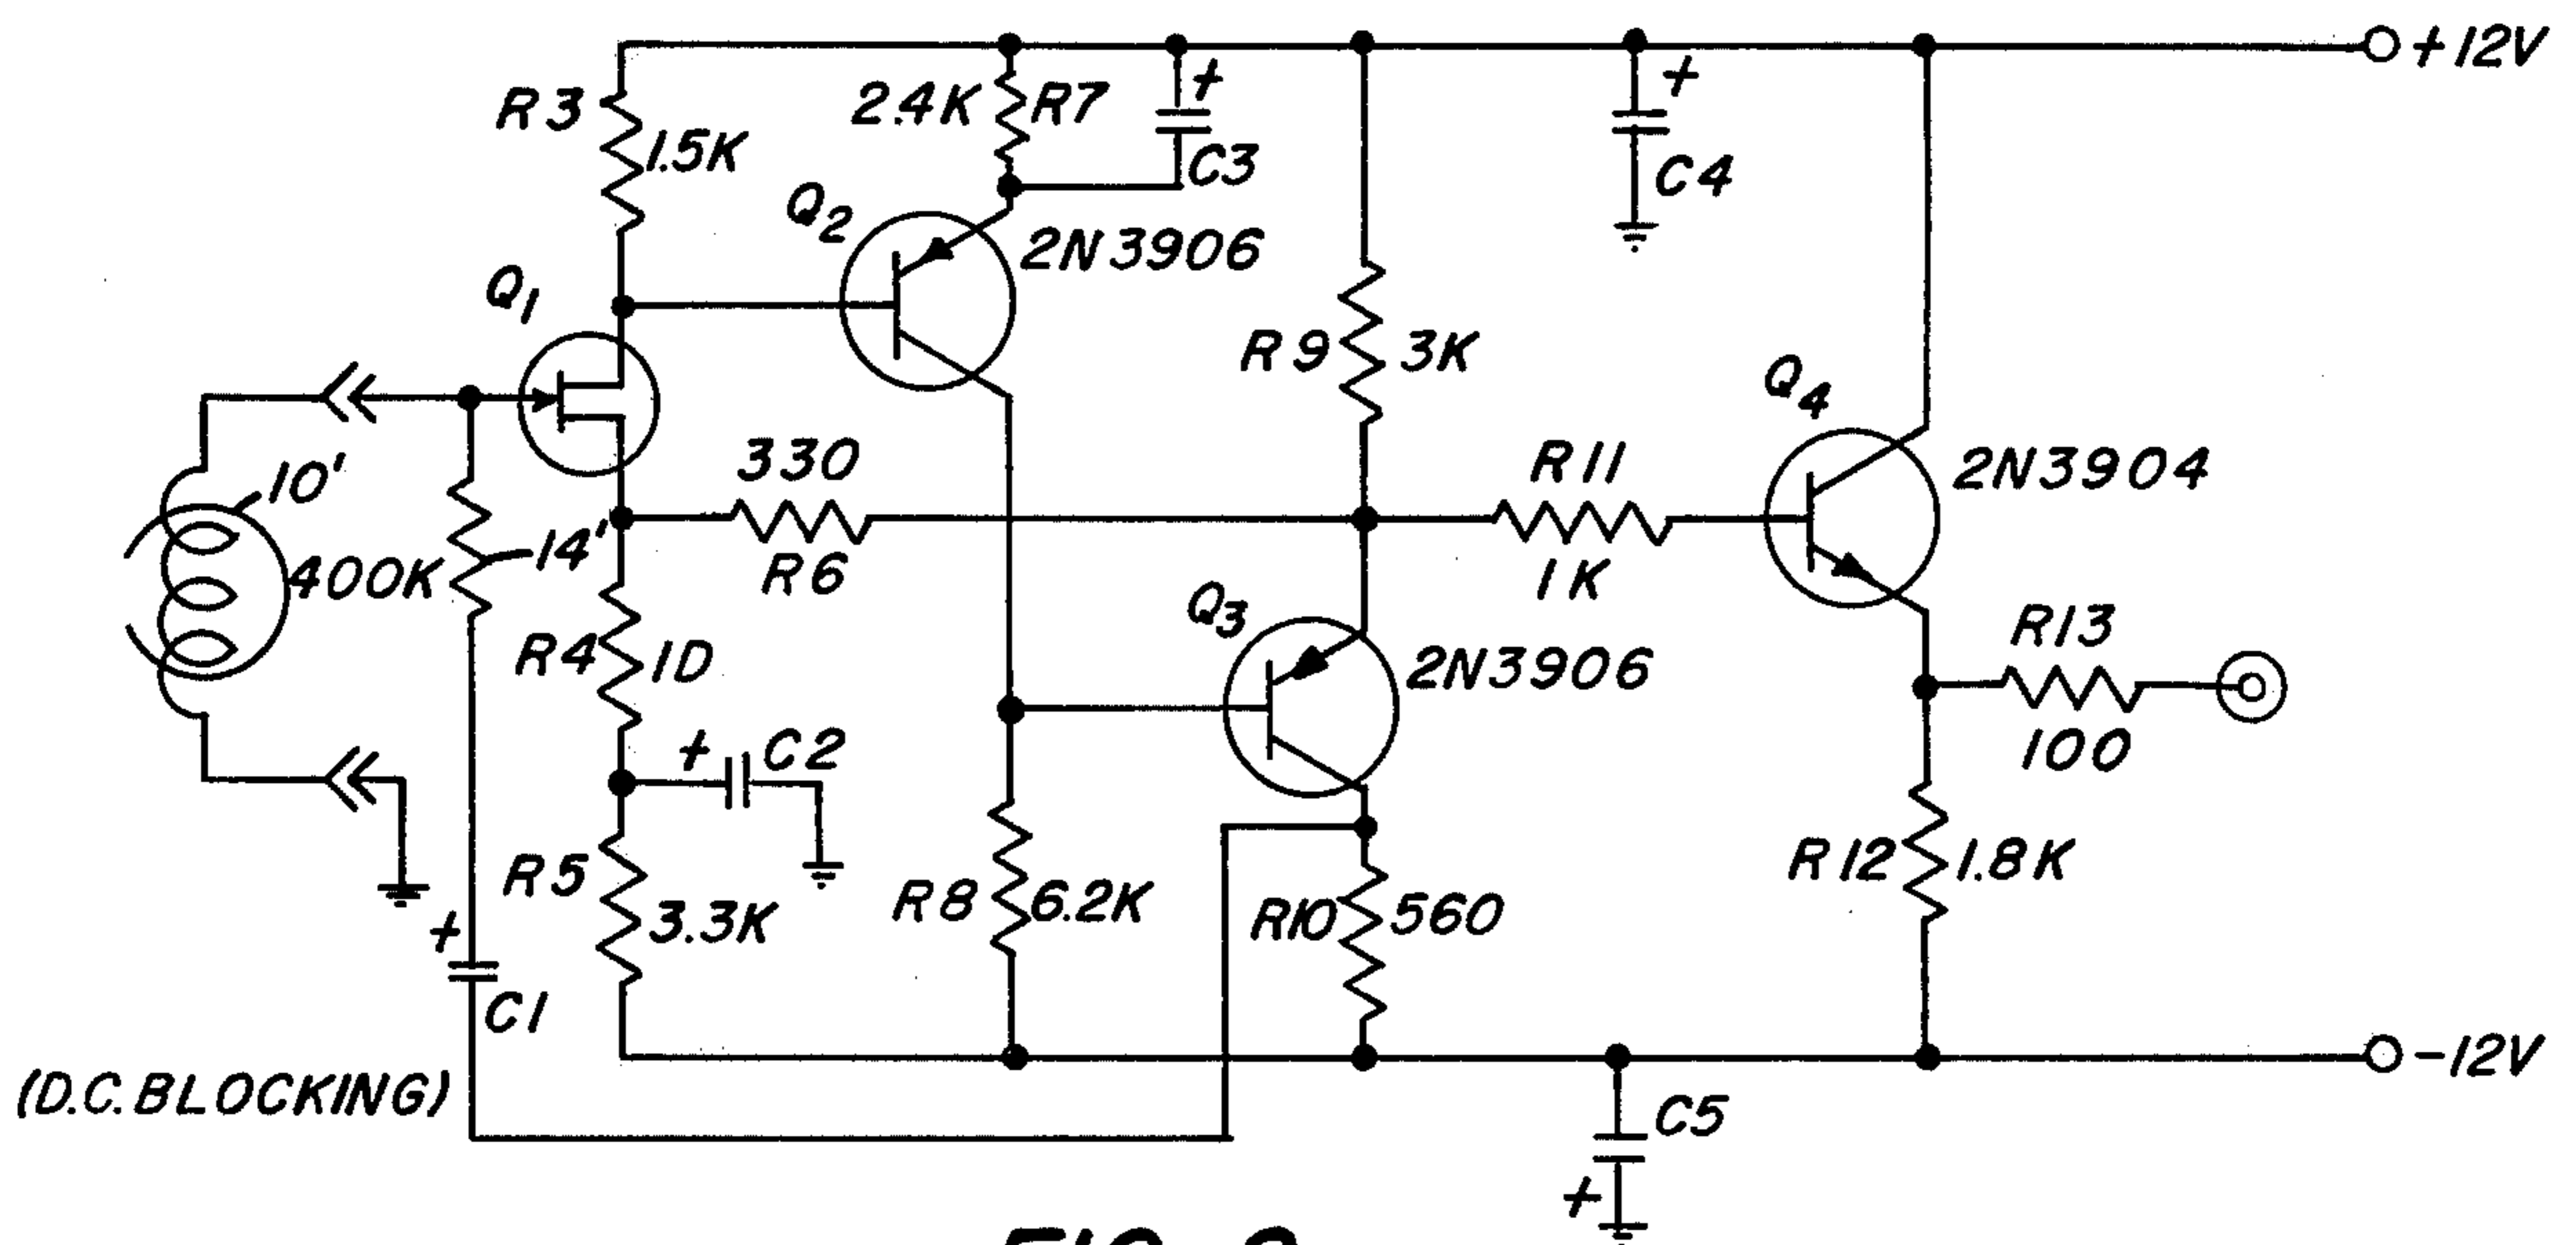 +12V
R3
1.5K
2.4K
R7
+
C3
+
C4
Q2
2N3906
Q1
R9
3K
Q4
2N3904
10'
400K
14'
330
R6
R11
1K
R4
1D
Q3
2N3906
R13
100
+
C2
R5
3.3K
R8
6.2K
R10
560
R12
1.8K
+
C1
(D.C. BLOCKING)
-12V
C5
+